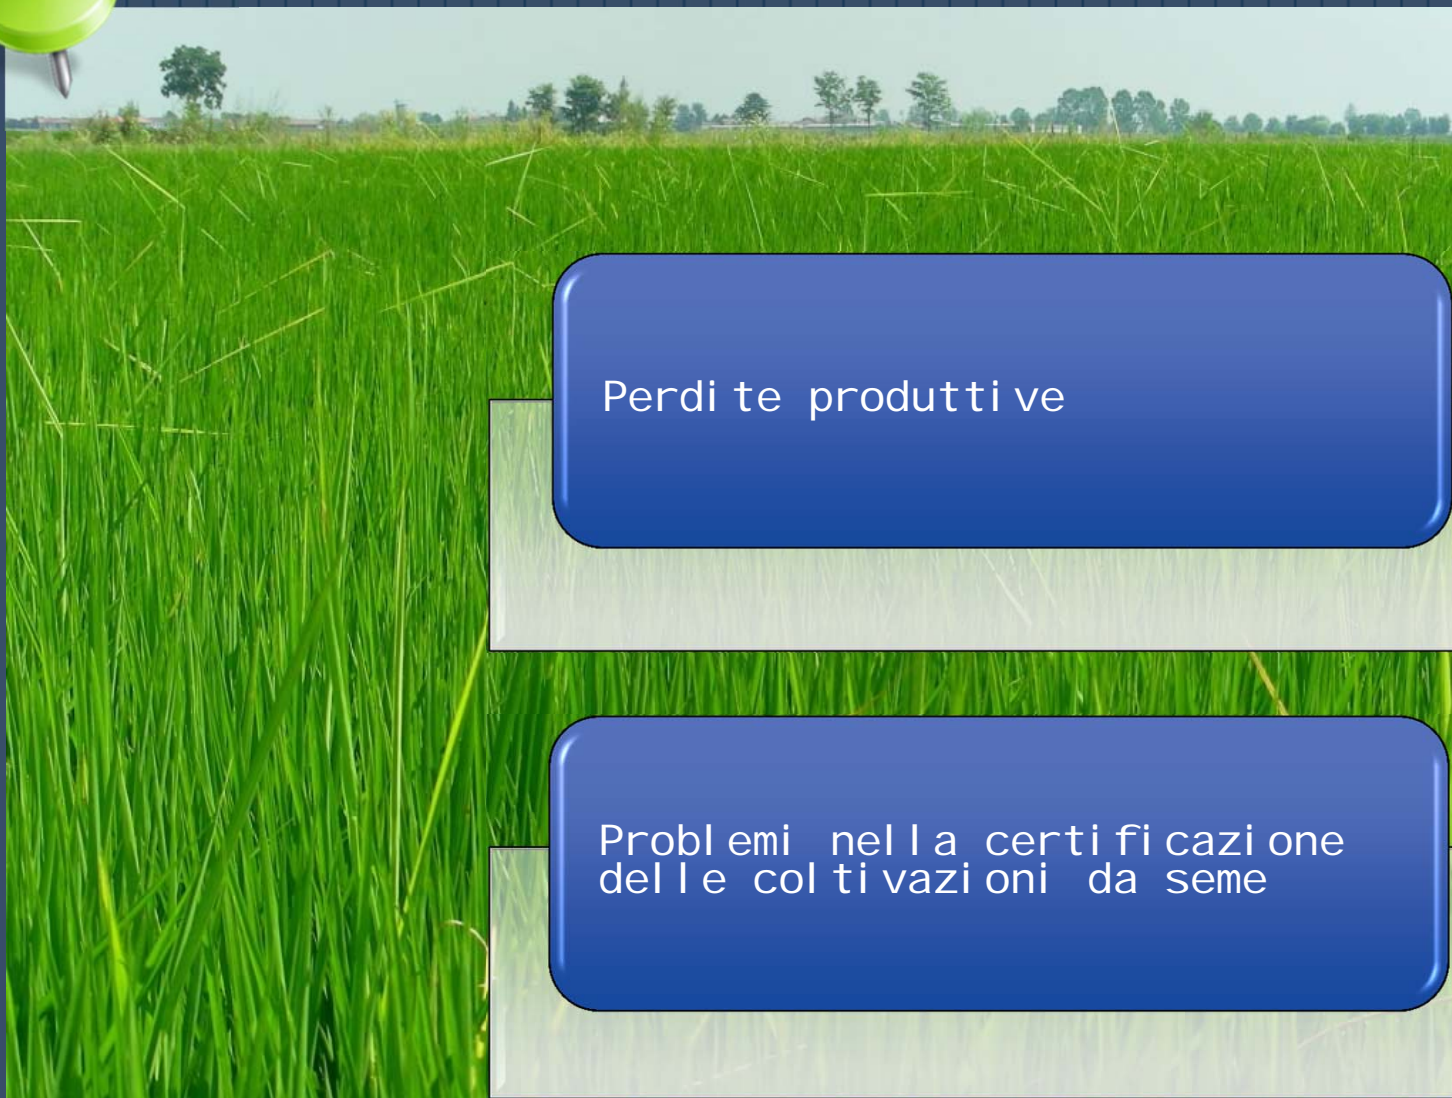 Perdite produttive
Problemi nella certificazione
delle coltivazioni da seme